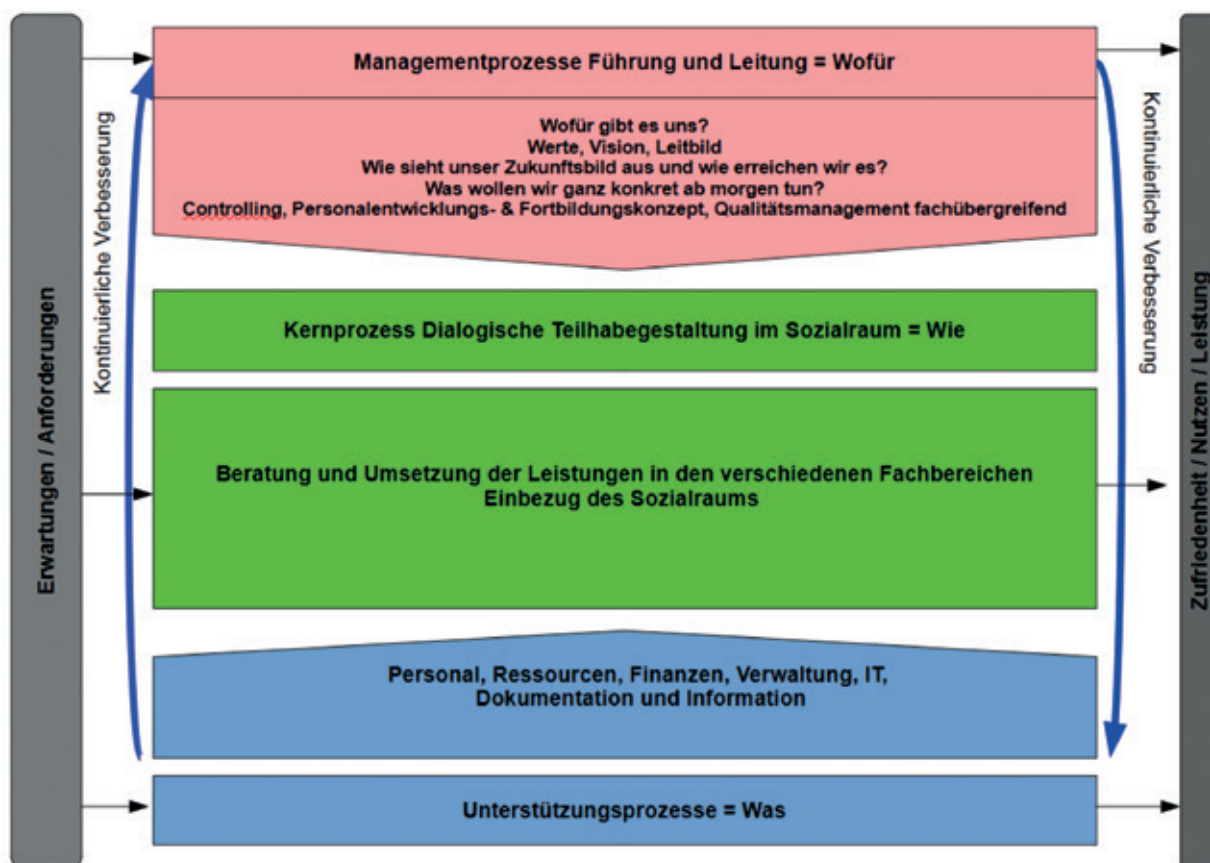 Erwartungen / Anforderungen
Kontinuierliche Verbesserung
Managementprozesse Führung und Leitung = Wofür
Wofür gibt es uns?
Werte, Vision, Leitbild
Wie sieht unser Zukunftsbild aus und wie erreichen wir es?
Was wollen wir ganz konkret ab morgen tun?
Controlling, Personalentwicklungs- & Fortbildungskonzept, Qualitätsmanagement fachübergreifend
Kernprozess Dialogische Teilhabegestaltung im Sozialraum = Wie
Beratung und Umsetzung der Leistungen in den verschiedenen Fachbereichen
Einbezug des Sozialraums
Personal, Ressourcen, Finanzen, Verwaltung, IT,
Dokumentation und Information
Unterstützungsprozesse = Was
Kontinuierliche Verbesserung
Zufriedenheit / Nutzen / Leistung